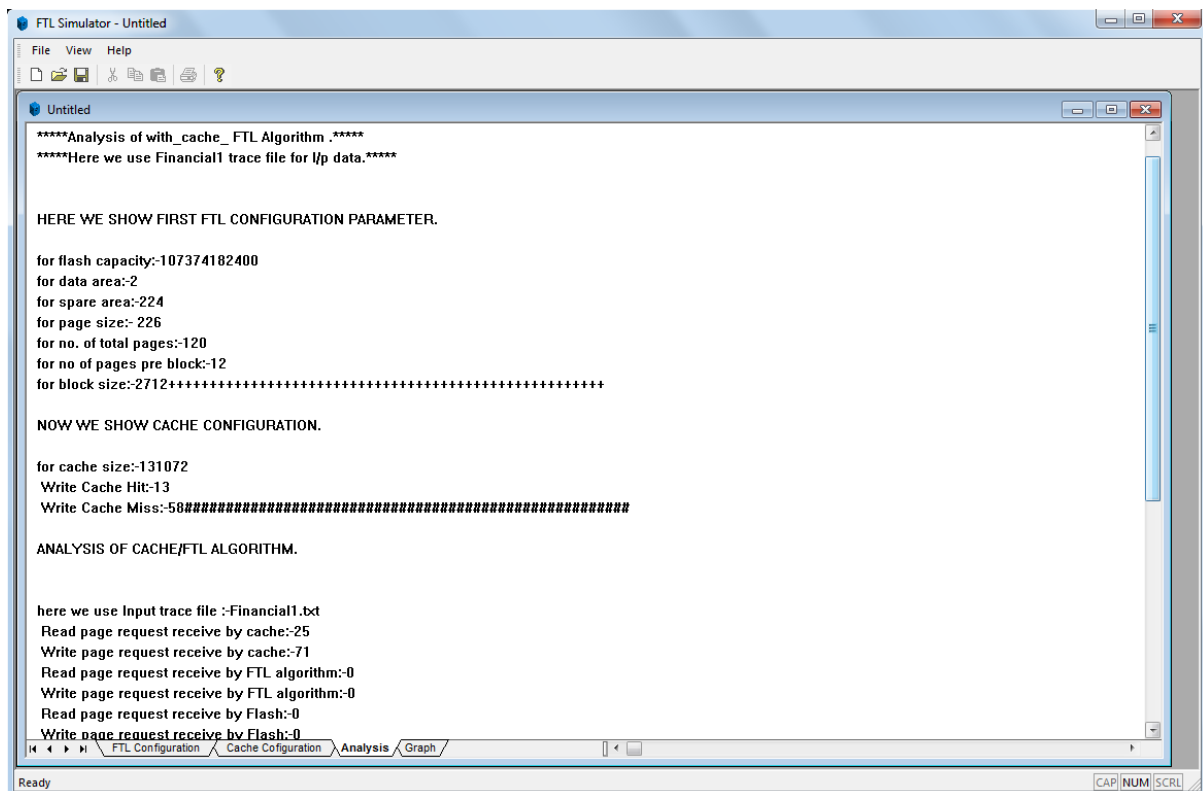 FTL Simulator - Untitled
File View Help
Untitled
*****Analysis of with_cache_ FTL Algorithm .*****
*****Here we use Financial1 trace file for I/p data.*****
HERE WE SHOW FIRST FTL CONFIGURATION PARAMETER.
for flash capacity:-107374182400
for data area:-2
for spare area:-224
for page size:- 226
for no. of total pages:-120
for no of pages pre block:-12
for block size:-2712+++++++++++++++++++++++++++++++++++++++++++++++++++++
NOW WE SHOW CACHE CONFIGURATION.
for cache size:-131072
Write Cache Hit:-13
Write Cache Miss:-58######################################################
ANALYSIS OF CACHE/FTL ALGORITHM.
here we use Input trace file :-Financial1.txt
Read page request receive by cache:-25
Write page request receive by cache:-71
Read page request receive by FTL algorithm:-0
Write page request receive by FTL algorithm:-0
Read page request receive by Flash:-0
Write page request receive by Flash:-0
FTL Configuration Cache Cofiguration Analysis Graph
Ready CAP NUM SCRL